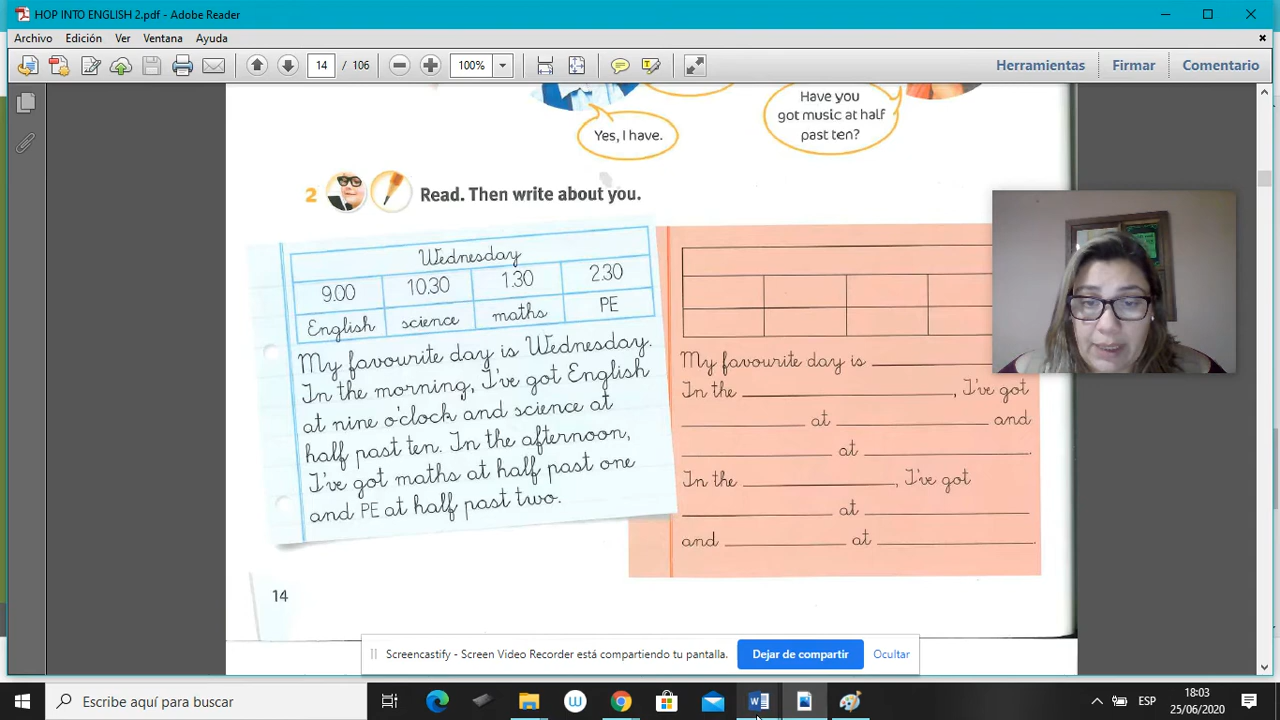 HOP INTO ENGLISH 2.pdf - Adobe Reader
Archivo Edición Ver Ventana Ayuda
14 / 106 100% Herramientas Firmar Comentario
Yes, I have.
Have you
got music at half
past ten?
2 Read. Then write about you.
Wednesday
9.00 10.30 1.30 2.30
English science maths PE
My favourite day is Wednesday.
In the morning, I've got English
at nine o'clock and science at
half past ten. In the afternoon,
I've got maths at half past one
and PE at half past two.
My favourite day is
In the , I've got
at and
at .
In the , I've got
at
and at .
14
Screencastify - Screen Video Recorder está compartiendo tu pantalla. Dejar de compartir Ocultar
Escribe aquí para buscar
ESP
18:03
25/06/2020